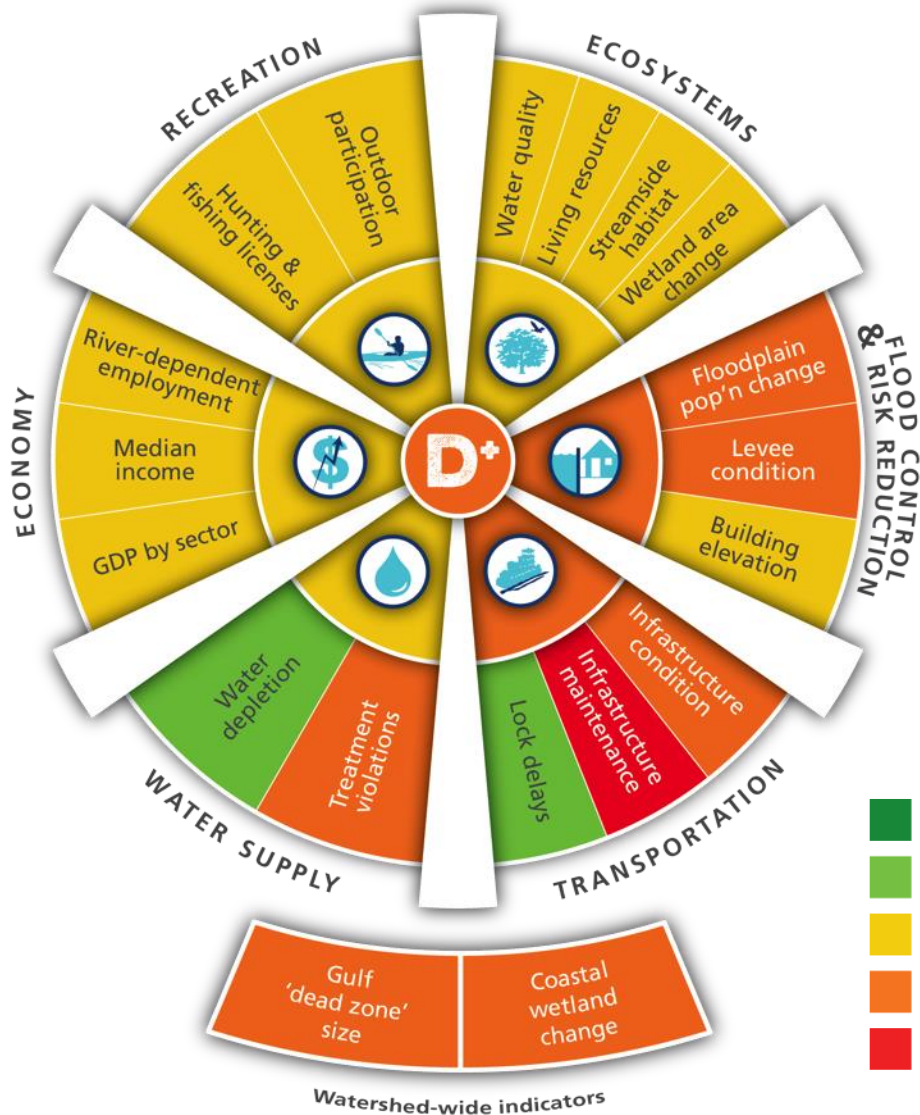 RECREATION
Hunting &
fishing licenses
Outdoor
participation
ECOSYSTEMS
Water quality
Living resources
Streamside
habitat
Wetland area
change
FLOOD CONTROL
& RISK REDUCTION
Floodplain
pop'n change
Levee
condition
Building
elevation
TRANSPORTATION
Infrastructure
condition
Infrastructure
maintenance
Lock delays
WATER SUPPLY
Treatment
violations
Water
depletion
ECONOMY
River-dependent
employment
Median
income
GDP by sector
$
D+
Gulf
'dead zone'
size
Coastal
wetland
change
Watershed-wide indicators